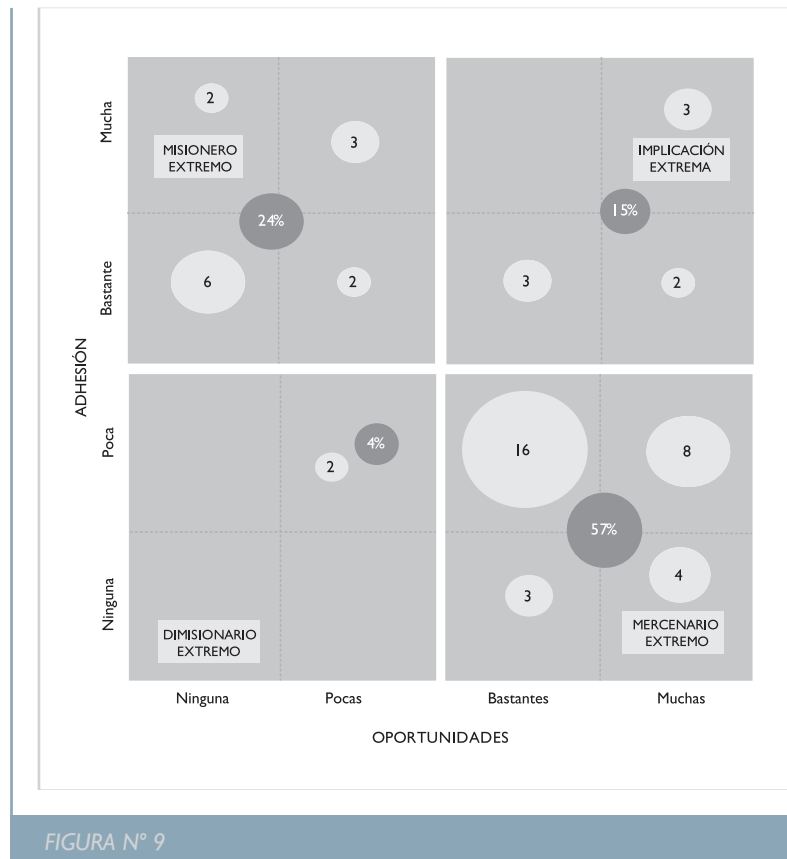 2
3
3
Mucha
MISIONERO
EXTREMO
IMPLICACIÓN
EXTREMA
24%
15%
Bastante
6
2
3
2
ADHESIÓN
Poca
4%
2
16
8
57%
Ninguna
3
4
DIMISIONARIO
EXTREMO
MERCENARIO
EXTREMO
Ninguna
Pocas
Bastantes
Muchas
OPORTUNIDADES
FIGURA Nº 9